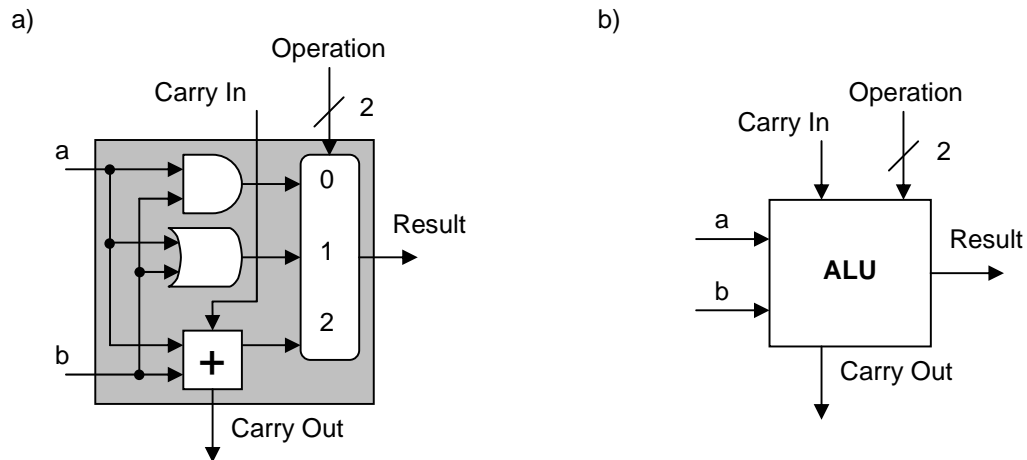 a)
Operation
Carry In
2
a
0
1
2
Result
b
+
Carry Out
b)
Operation
Carry In
2
a
b
ALU
Result
Carry Out